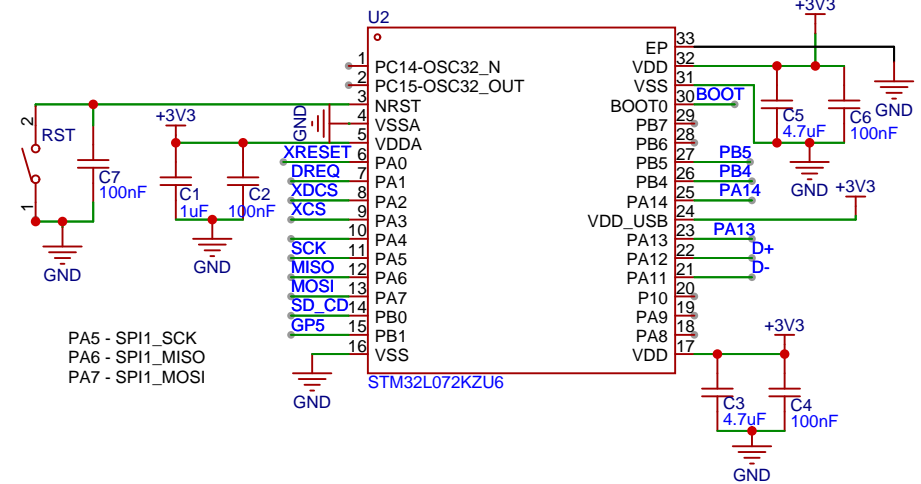 U2
+3V3
EP 33
1 PC14-OSC32_N
VDD 32
2 PC15-OSC32_OUT
VSS 31
3 NRST
BOOT0 30 BOOT
4 VSSA
PB7 29
5 VDDA
PB6 28
XRESET 6 PA0
PB5 27 PB5
DREQ 7 PA1
PB4 26 PB4
XDCS 8 PA2
PA14 25 PA14
XCS 9 PA3
VDD_USB 24
10 PA4
PA13 23 PA13
SCK 11 PA5
PA12 22 D+
MISO 12 PA6
PA11 21 D-
MOSI 13 PA7
P10 20
SD_CD 14 PB0
PA9 19
GP5 15 PB1
PA8 18
16 VSS
VDD 17
STM32L072KZU6
GND
2
RST
1
C7
100nF
GND
+3V3
C1
1uF
C2
100nF
GND
GND
C5
4.7uF
C6
100nF
GND
GND
+3V3
+3V3
C3
4.7uF
C4
100nF
GND
PA5 - SPI1_SCK
PA6 - SPI1_MISO
PA7 - SPI1_MOSI